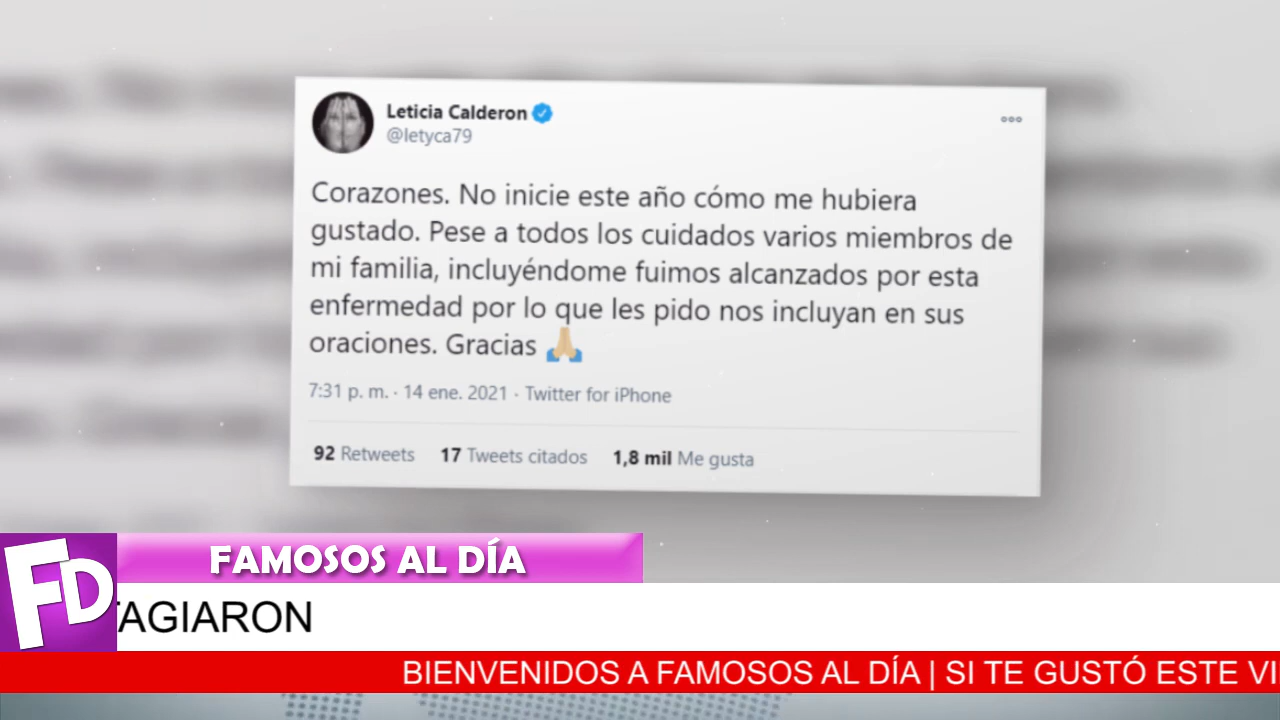 Leticia Calderon
@letyca79
Corazones. No inicie este año cómo me hubiera
gustado. Pese a todos los cuidados varios miembros de
mi familia, incluyéndome fuimos alcanzados por esta
enfermedad por lo que les pido nos incluyan en sus
oraciones. Gracias 🙏
7:31 p. m. · 14 ene. 2021 · Twitter for iPhone
92 Retweets 17 Tweets citados 1,8 mil Me gusta
FD
FAMOSOS AL DÍA
TAGIARON
BIENVENIDOS A FAMOSOS AL DÍA | SI TE GUSTÓ ESTE VI